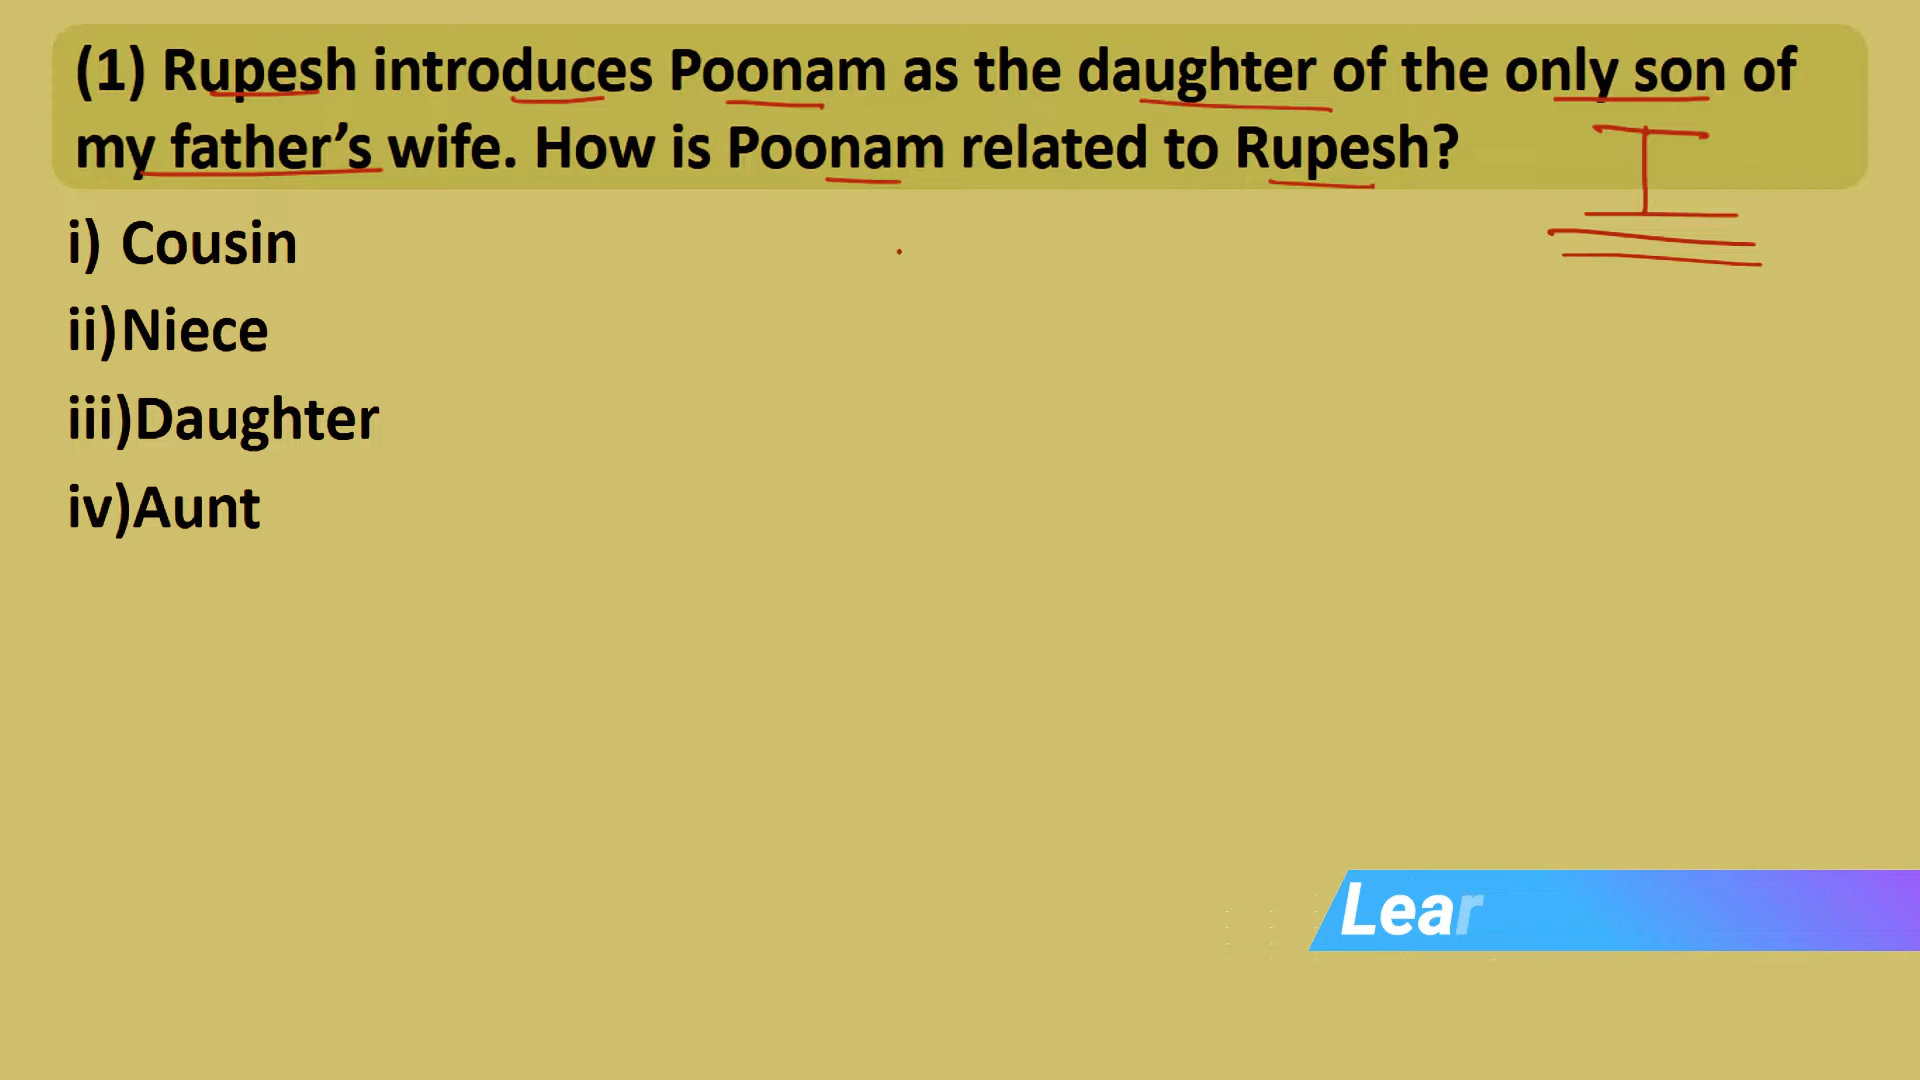 (1) Rupesh introduces Poonam as the daughter of the only son of
my father’s wife. How is Poonam related to Rupesh?
I
i) Cousin
ii)Niece
iii)Daughter
iv)Aunt
Lear